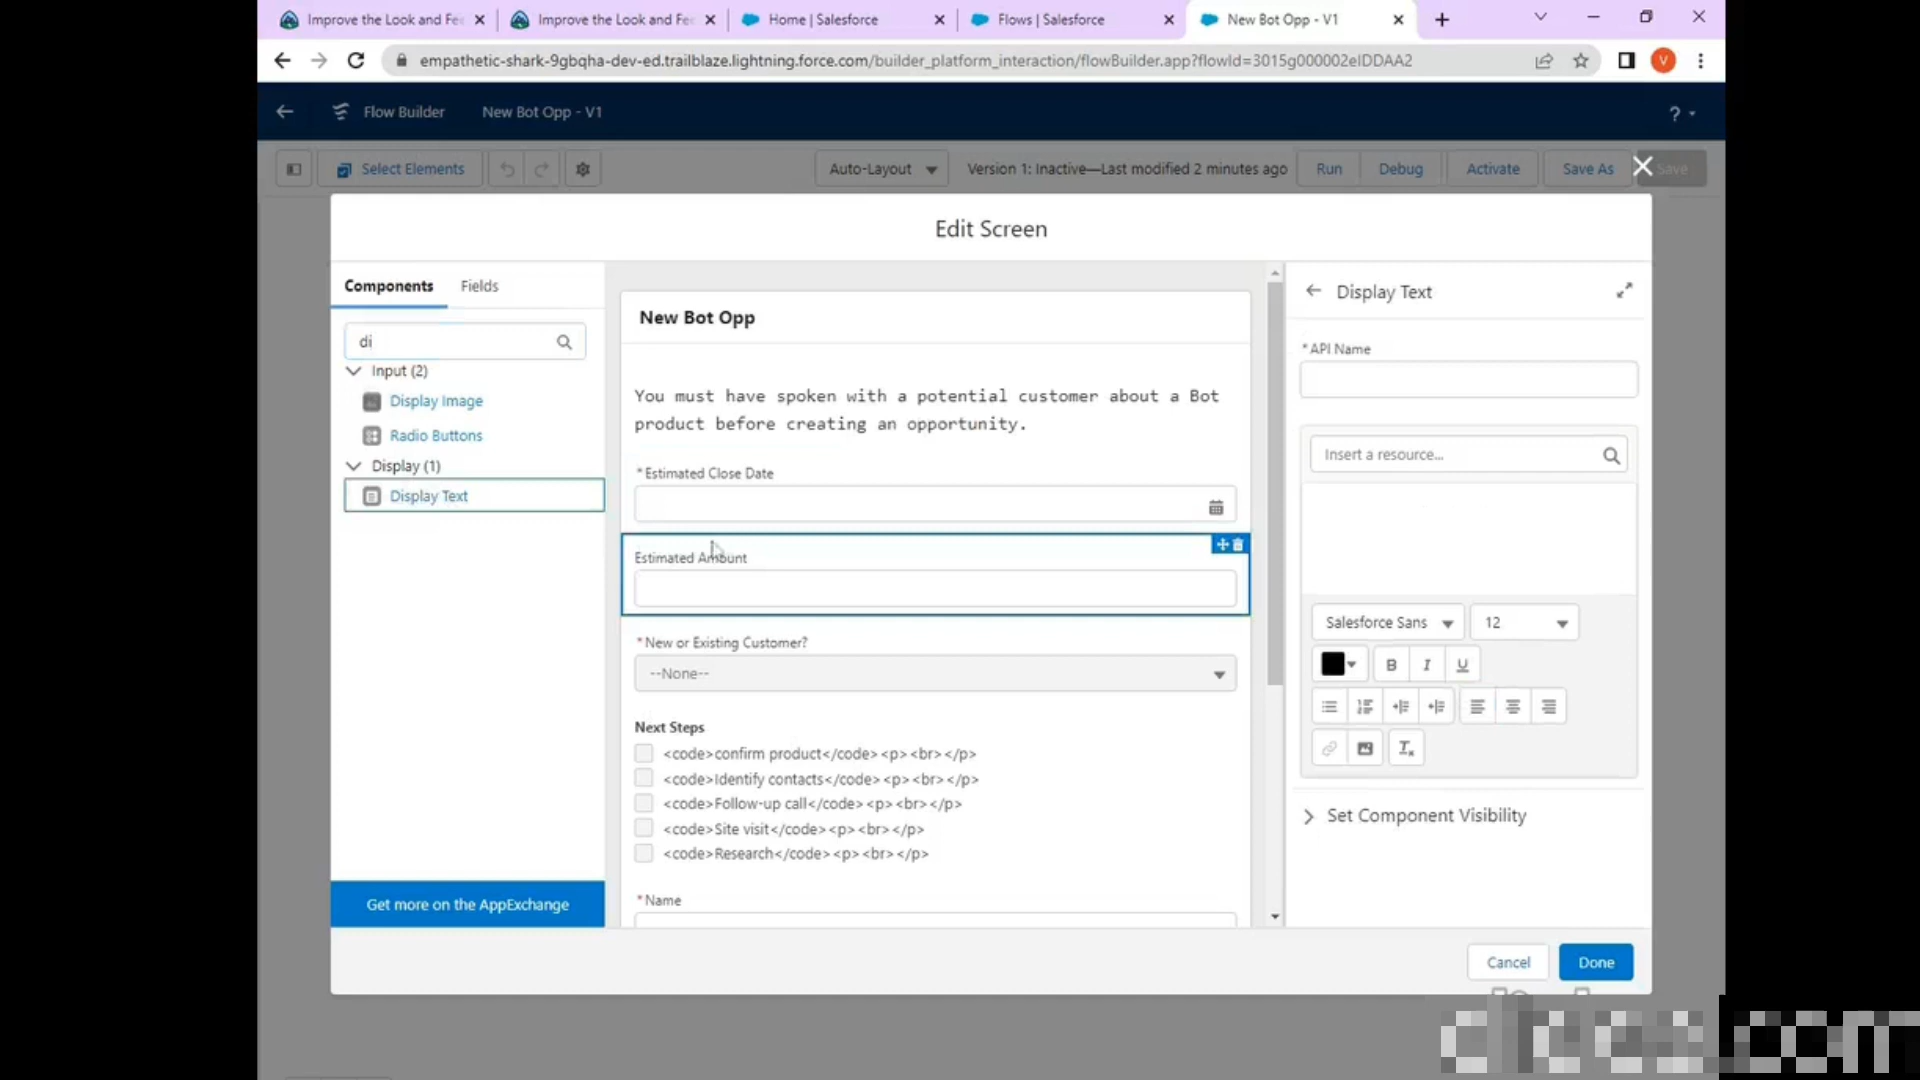 Improve the Look and Fee
Improve the Look and Fee
Home | Salesforce
Flows | Salesforce
New Bot Opp - V1
empathetic-shark-9gbqha-dev-ed.trailblaze.lightning.force.com/builder_platform_interaction/flowBuilder.app?flowId=3015g000002eIDDAA2
V
Flow Builder
New Bot Opp - V1
?
Select Elements
Auto-Layout
Version 1: Inactive—Last modified 2 minutes ago
Run
Debug
Activate
Save As
Save
Edit Screen
Components
Fields
di
Input (2)
Display Image
Radio Buttons
Display (1)
Display Text
Get more on the AppExchange
New Bot Opp
You must have spoken with a potential customer about a Bot
product before creating an opportunity.
*Estimated Close Date
Estimated Amount
*New or Existing Customer?
--None--
Next Steps
<code>confirm product</code><p><br></p>
<code>Identify contacts</code><p><br></p>
<code>Follow-up call</code><p><br></p>
<code>Site visit</code><p><br></p>
<code>Research</code><p><br></p>
*Name
Display Text
*API Name
Insert a resource...
Salesforce Sans
12
B I U
Set Component Visibility
Cancel
Done